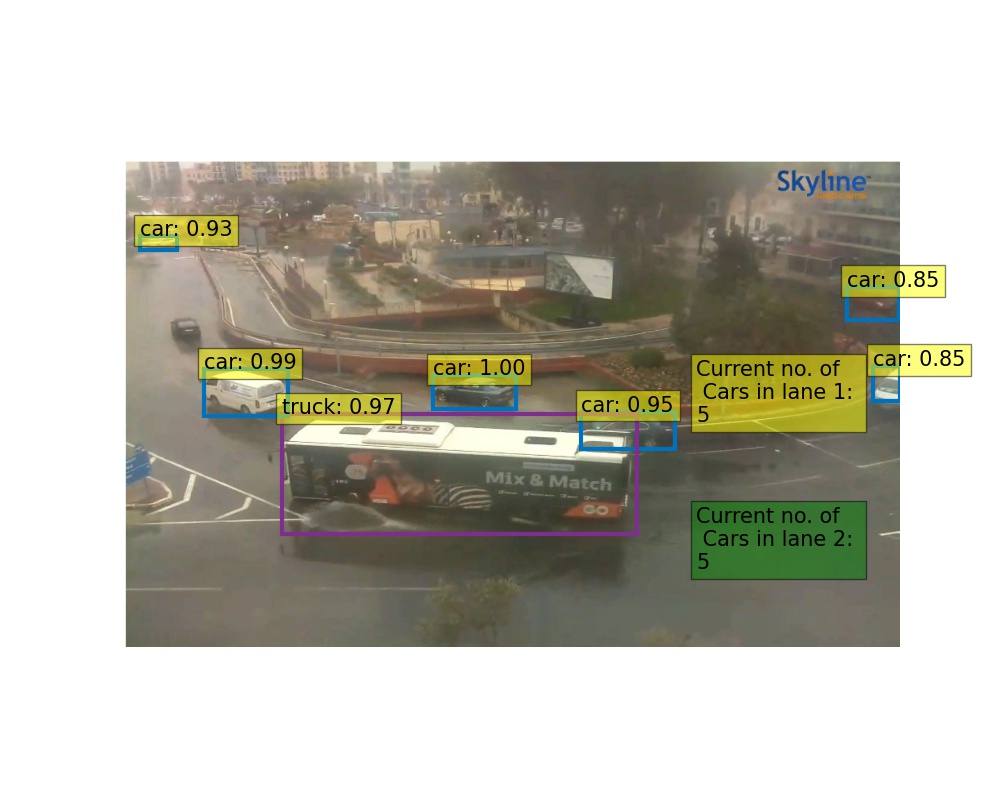 Skyline
car: 0.93
car: 0.85
car: 0.99
car: 1.00
car: 0.85
truck: 0.97
car: 0.95
Current no. of
Cars in lane 1:
5
Mix & Match
GO
Current no. of
Cars in lane 2:
5